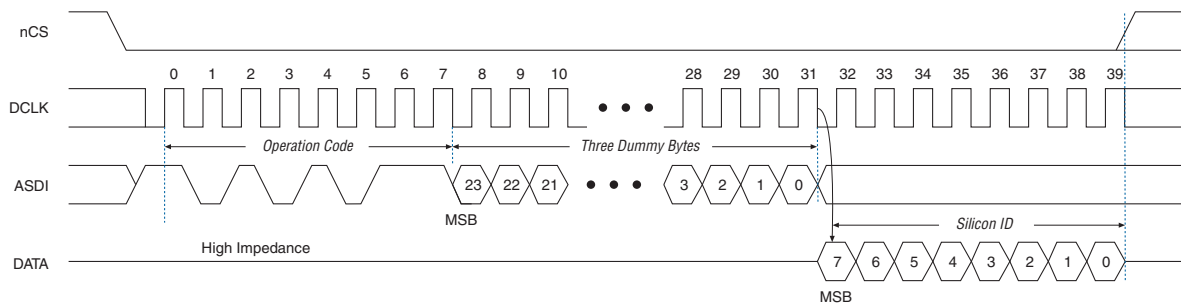 nCS
0 1 2 3 4 5 6 7 8 9 10 28 29 30 31 32 33 34 35 36 37 38 39
DCLK
Operation Code Three Dummy Bytes
ASDI 23 22 21 3 2 1 0
MSB
Silicon ID
High Impedance
DATA 7 6 5 4 3 2 1 0
MSB